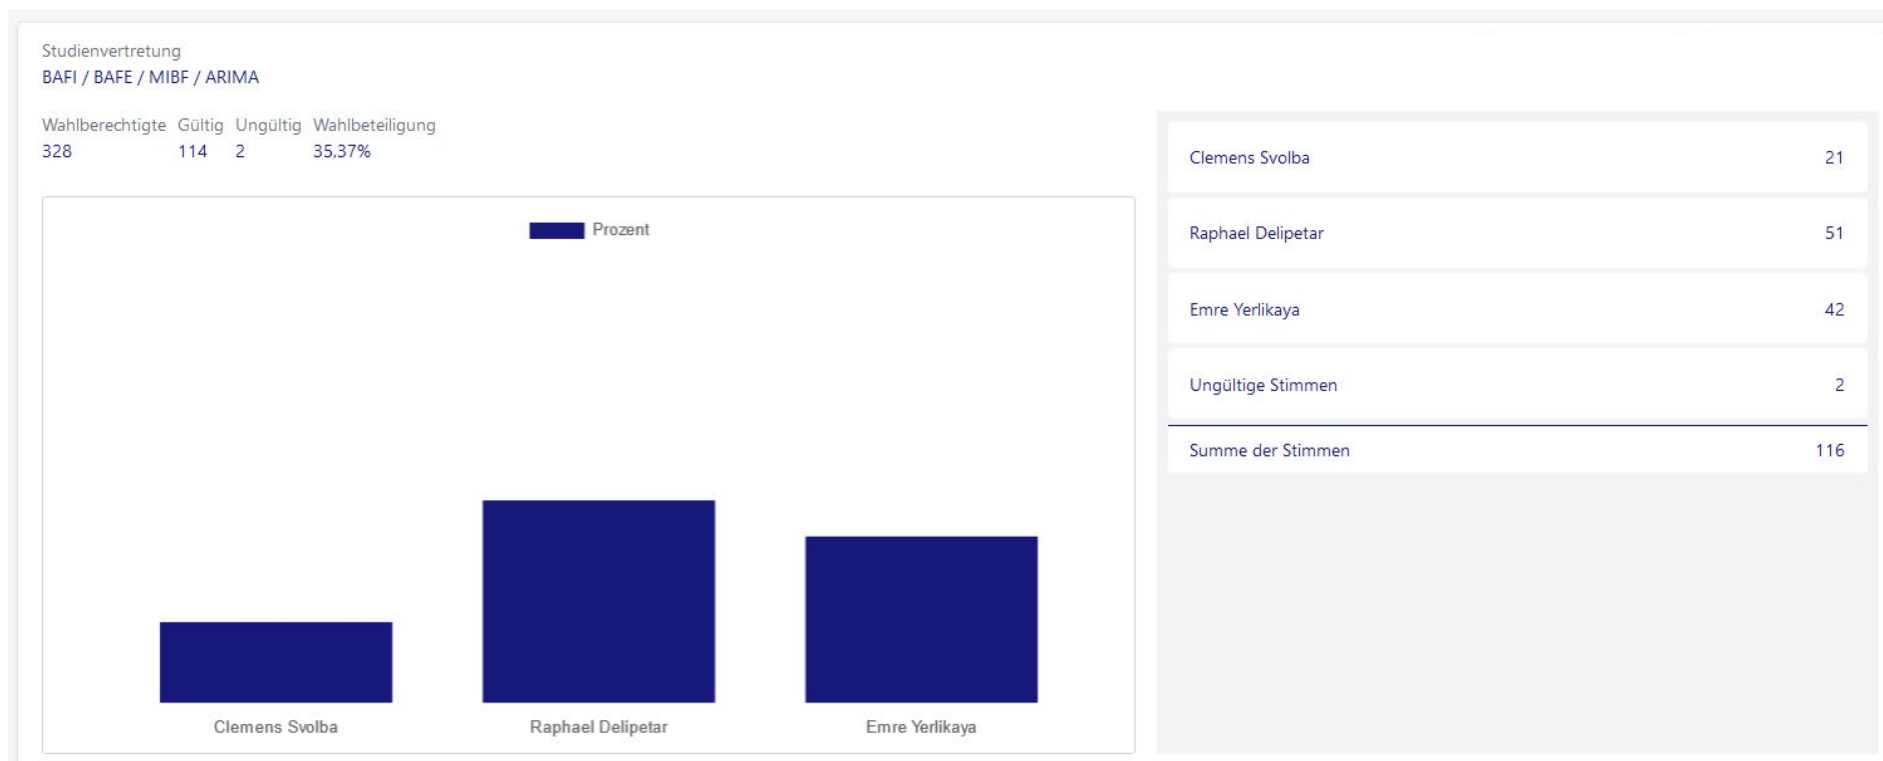 Studienvertretung
BAFI / BAFE / MIBF / ARIMA
Wahlberechtigte Gültig Ungültig Wahlbeteiligung
328 114 2 35,37%
Prozent
Clemens Svolba Raphael Delipetar Emre Yerlikaya
Clemens Svolba 21
Raphael Delipetar 51
Emre Yerlikaya 42
Ungültige Stimmen 2
Summe der Stimmen 116